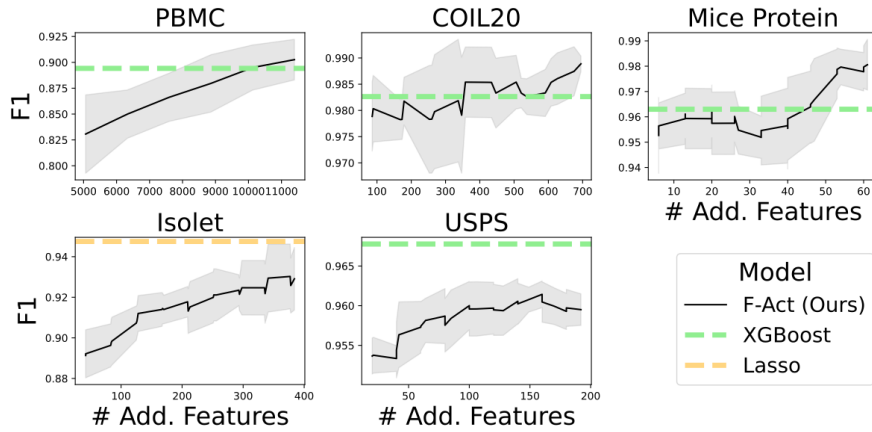 PBMC
COIL20
Mice Protein
F1
0.925
0.900
0.875
0.850
0.825
0.800
5000 6000 7000 8000 9000 10000 11000
0.990
0.985
0.980
0.975
0.970
100 200 300 400 500 600 700
0.99
0.98
0.97
0.96
0.95
0.94
10 20 30 40 50 60
# Add. Features
Isolet
USPS
F1
0.94
0.92
0.90
0.88
100 200 300 400
# Add. Features
0.965
0.960
0.955
50 100 150 200
# Add. Features
Model
F-Act (Ours)
XGBoost
Lasso